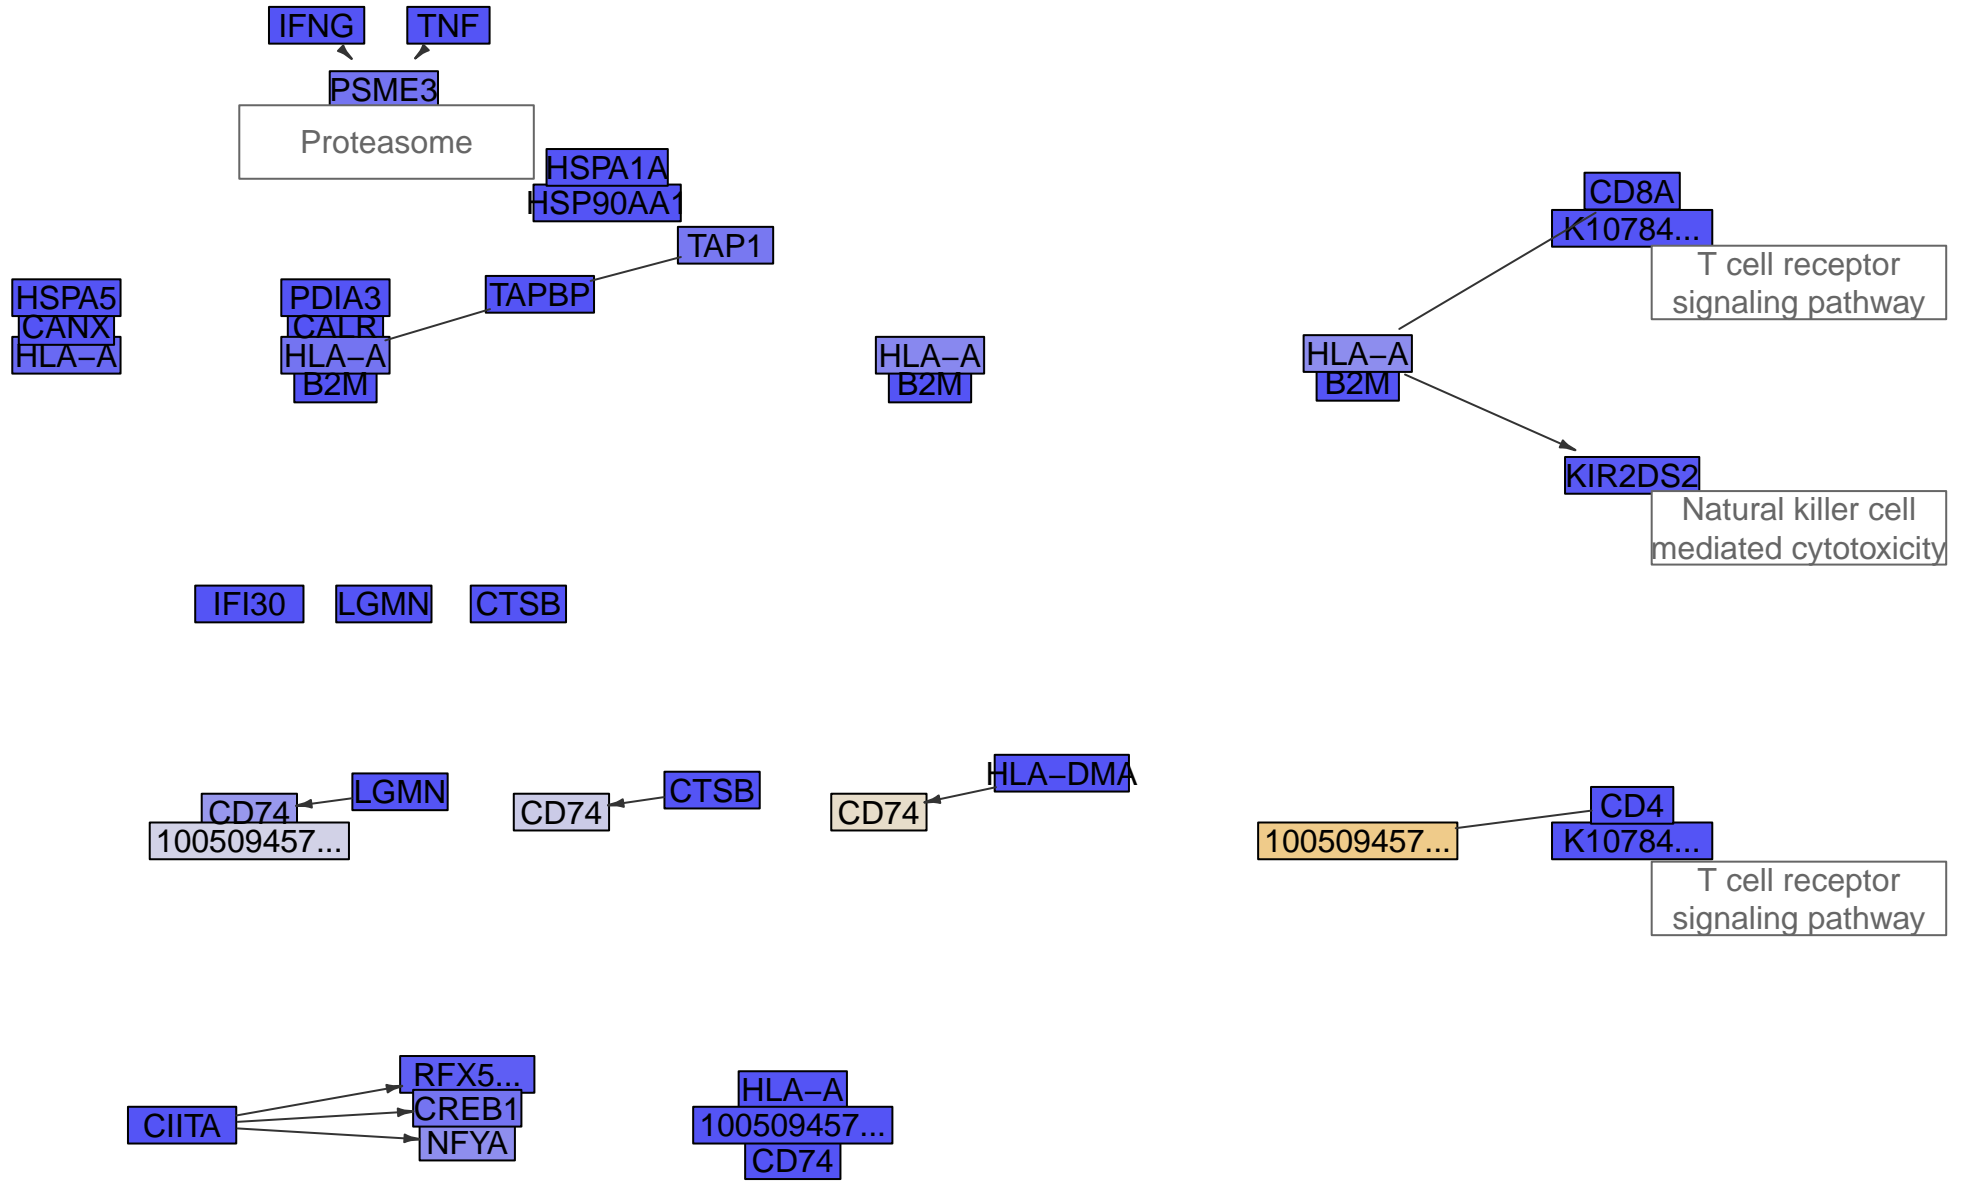 IFNG
TNF
PSME3
Proteasome
HSPA1A
HSP90AA1
TAP1
TAPBP
CD8A
K10784...
T cell receptor
signaling pathway
HSPA5
CANX
HLA−A
PDIA3
CALR
HLA−A
B2M
HLA−A
B2M
HLA−A
B2M
KIR2DS2
Natural killer cell
mediated cytotoxicity
IFI30
LGMN
CTSB
LGMN
CD74
100509457...
CTSB
CD74
HLA−DMA
CD74
100509457...
CD4
K10784...
T cell receptor
signaling pathway
CIITA
RFX5...
CREB1
NFYA
HLA−A
100509457...
CD74